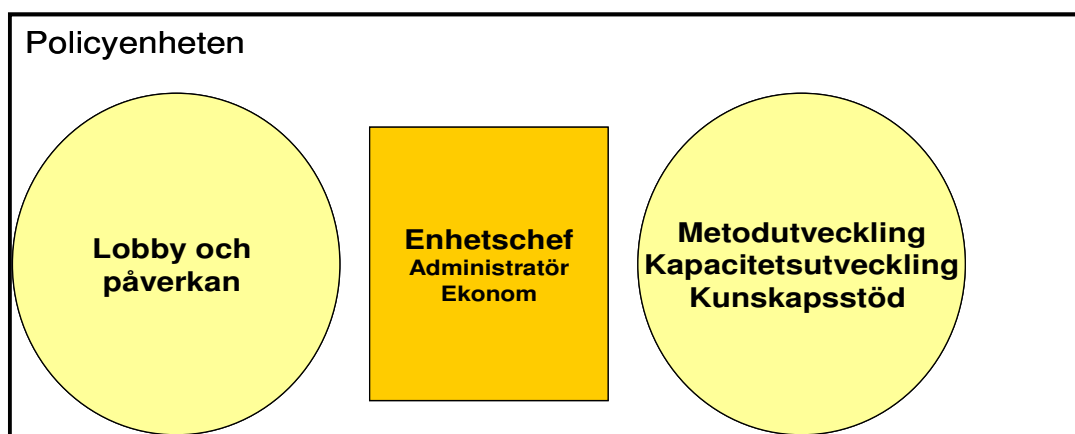 Policyenheten
Lobby och
påverkan
Enhetschef
Administratör
Ekonom
Metodutveckling
Kapacitetsutveckling
Kunskapsstöd